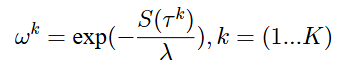 ω^k = exp(−S(τ^k)/λ), k = (1...K)